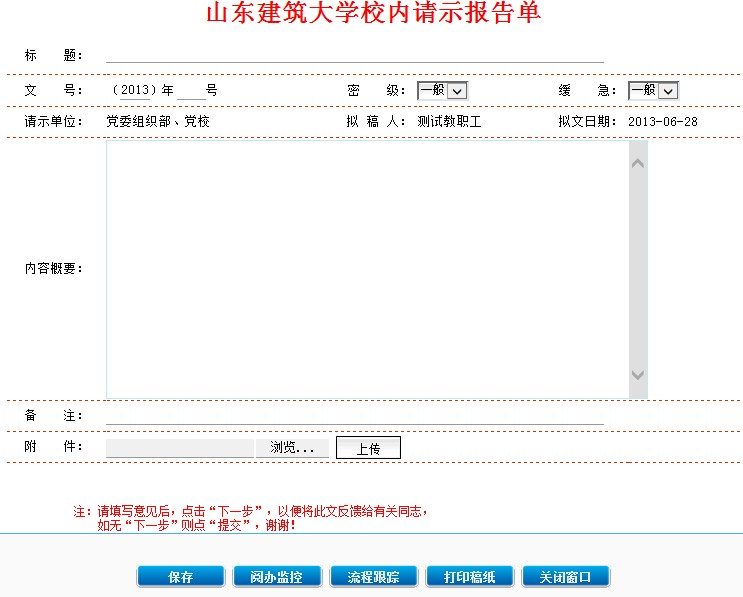 山东建筑大学校内请示报告单
标 题：
文 号： （2013）年 号 密 级： 一般 缓 急： 一般
请示单位： 党委组织部、党校 拟 稿 人： 测试教职工 拟文日期： 2013-06-28
内容概要：
备 注：
附 件： 浏览... 上传
注：请填写意见后，点击“下一步”，以便将此文反馈给有关同志，
如无“下一步”则点“提交”，谢谢！
保存 阅办监控 流程跟踪 打印稿纸 关闭窗口